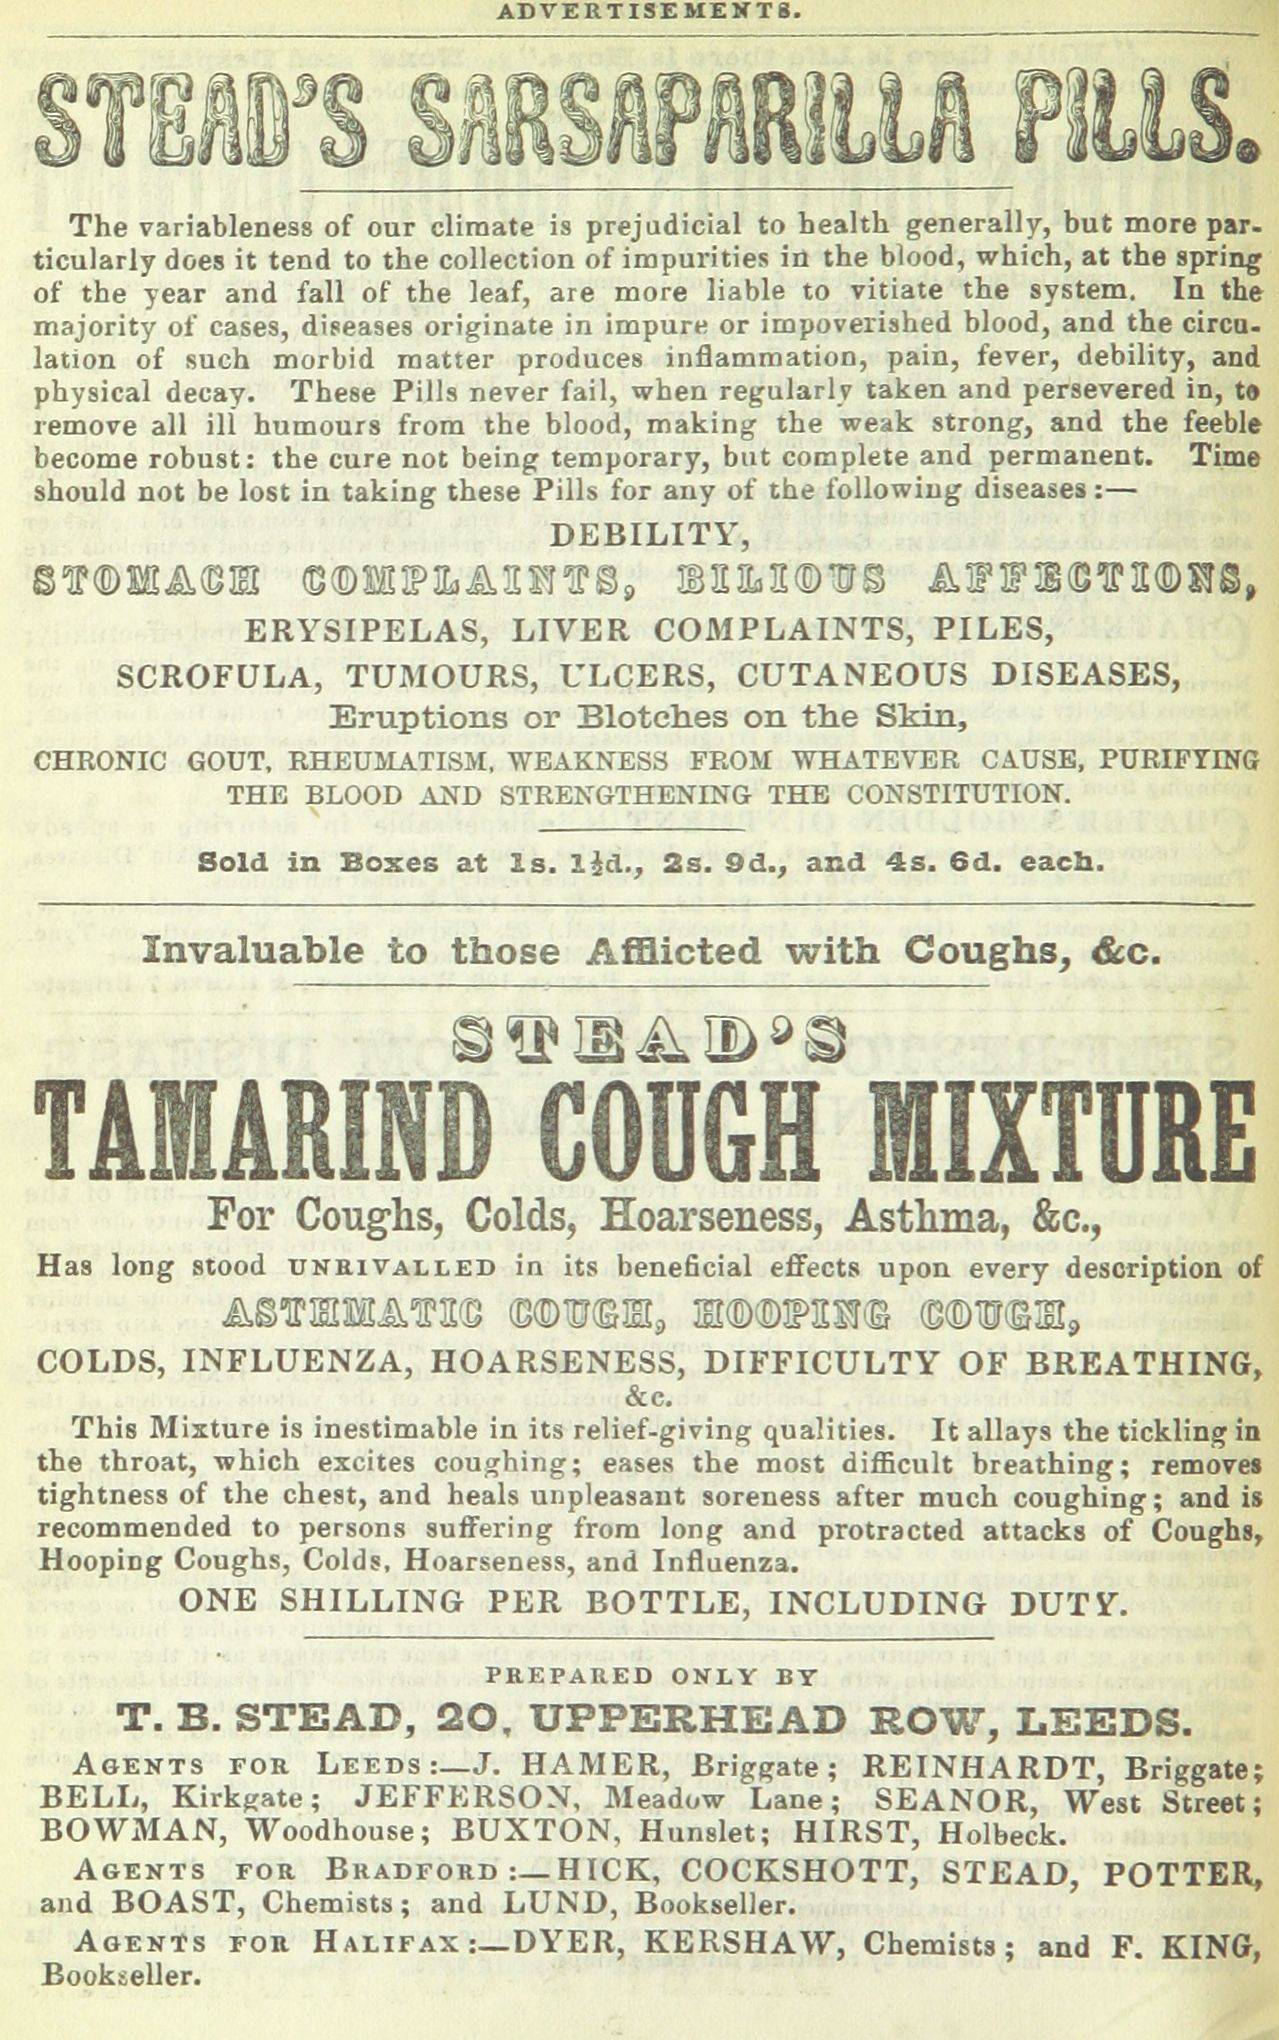 ADVERTISEMENTS.
STEAD'S SARSAPARILLA PILLS.
The variableness of our climate is prejudicial to health generally, but more par-
ticularly does it tend to the collection of impurities in the blood, which, at the spring
of the year and fall of the leaf, are more liable to vitiate the system. In the
majority of cases, diseases originate in impure or impoverished blood, and the circu-
lation of such morbid matter produces inflammation, pain, fever, debility, and
physical decay. These Pills never fail, when regularly taken and persevered in, to
remove all ill humours from the blood, making the weak strong, and the feeble
become robust: the cure not being temporary, but complete and permanent. Time
should not be lost in taking these Pills for any of the following diseases:—
DEBILITY,
STOMACH COMPLAINTS, BILIOUS AFFECTIONS,
ERYSIPELAS, LIVER COMPLAINTS, PILES,
SCROFULA, TUMOURS, ULCERS, CUTANEOUS DISEASES,
Eruptions or Blotches on the Skin,
CHRONIC GOUT, RHEUMATISM, WEAKNESS FROM WHATEVER CAUSE, PURIFYING
THE BLOOD AND STRENGTHENING THE CONSTITUTION.
Sold in Boxes at 1s. 1½d., 2s. 9d., and 4s. 6d. each.
Invaluable to those Afflicted with Coughs, &c.
STEAD'S
TAMARIND COUGH MIXTURE
For Coughs, Colds, Hoarseness, Asthma, &c.,
Has long stood UNRIVALLED in its beneficial effects upon every description of
ASTHMATIC COUGH, HOOPING COUGH,
COLDS, INFLUENZA, HOARSENESS, DIFFICULTY OF BREATHING,
&c.
This Mixture is inestimable in its relief-giving qualities. It allays the tickling in
the throat, which excites coughing; eases the most difficult breathing; removes
tightness of the chest, and heals unpleasant soreness after much coughing; and is
recommended to persons suffering from long and protracted attacks of Coughs,
Hooping Coughs, Colds, Hoarseness, and Influenza.
ONE SHILLING PER BOTTLE, INCLUDING DUTY.
PREPARED ONLY BY
T. B. STEAD, 20, UPPERHEAD ROW, LEEDS.
AGENTS FOR LEEDS:—J. HAMER, Briggate; REINHARDT, Briggate;
BELL, Kirkgate; JEFFERSON, Meadow Lane; SEANOR, West Street;
BOWMAN, Woodhouse; BUXTON, Hunslet; HIRST, Holbeck.
AGENTS FOR BRADFORD:—HICK, COCKSHOTT, STEAD, POTTER,
and BOAST, Chemists; and LUND, Bookseller.
AGENTS FOR HALIFAX:—DYER, KERSHAW, Chemists; and F. KING,
Bookseller.